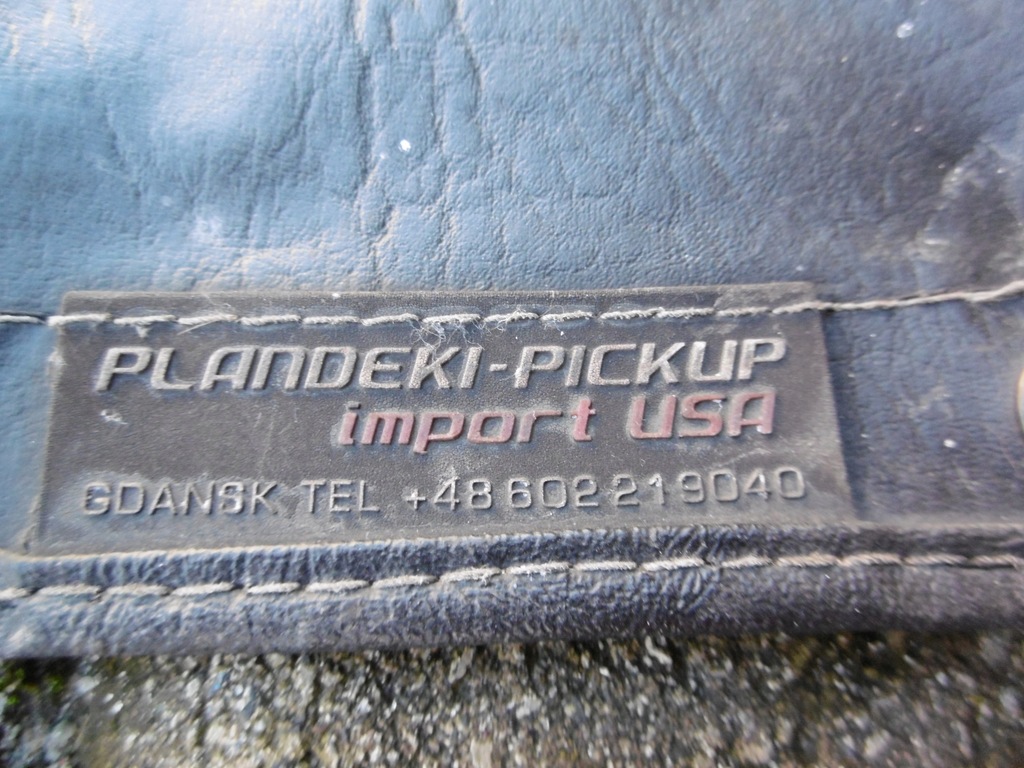 PLANDEKI-PICKUP
import USA
GDANSK TEL +48 602 219040